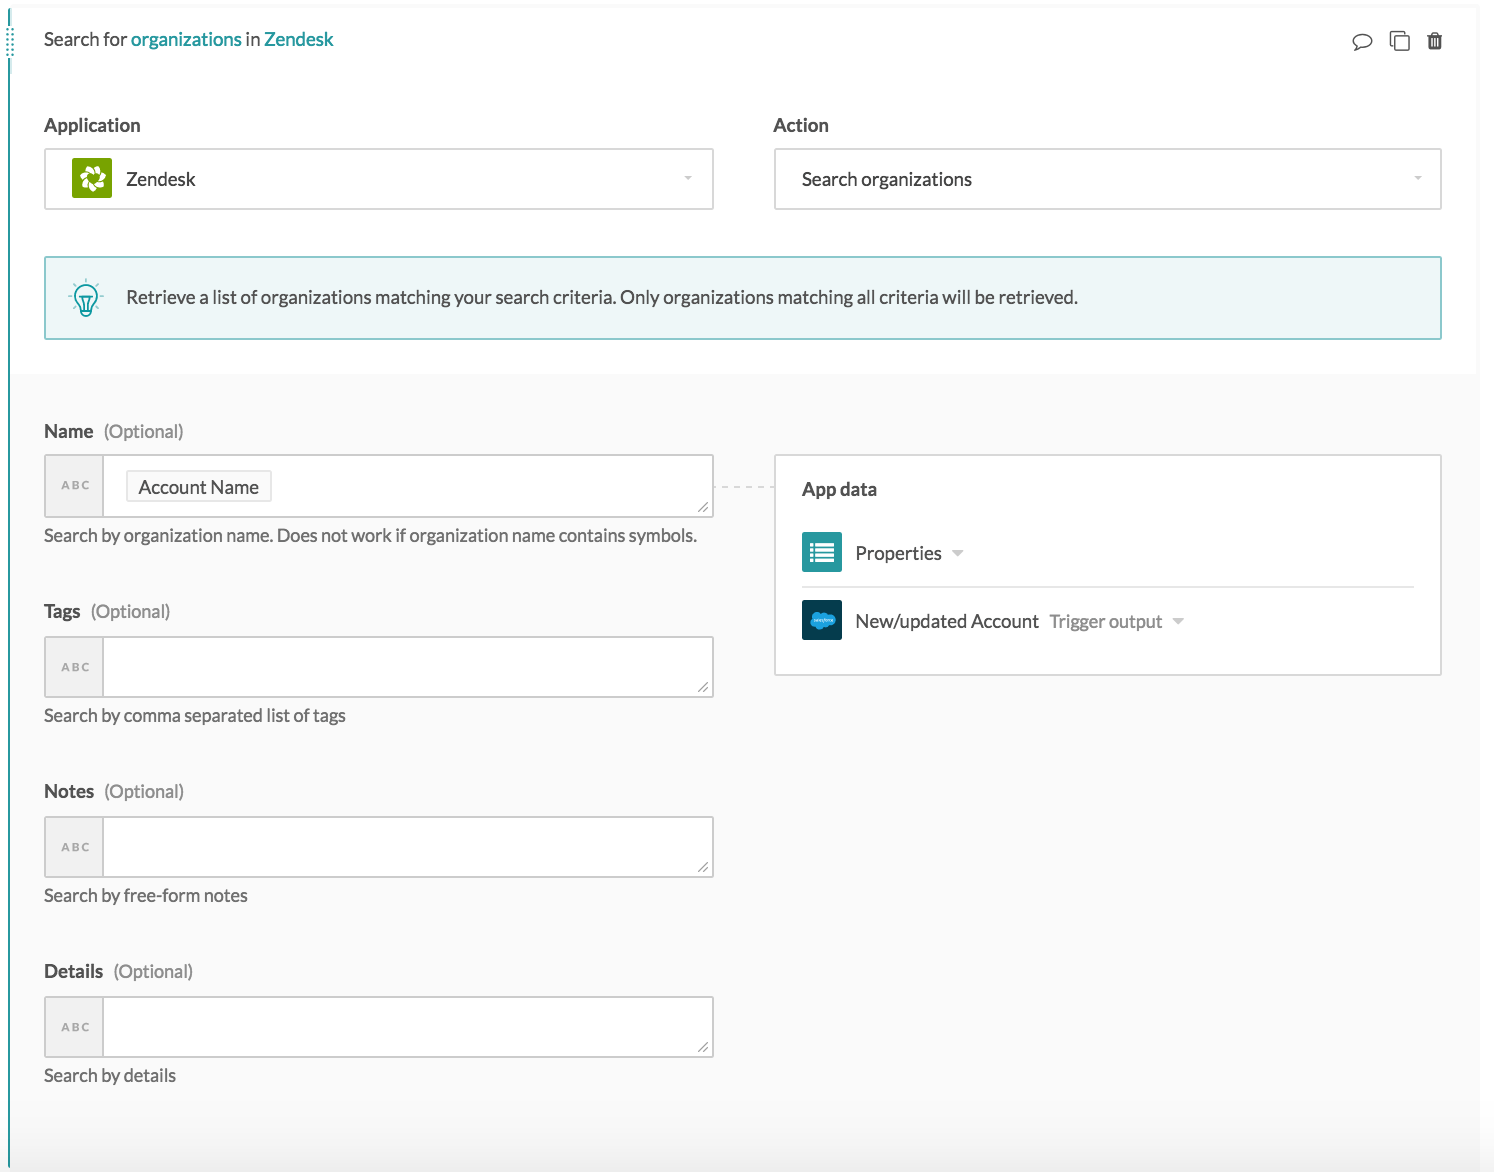 Search for organizations in Zendesk
Application
Action
Zendesk
Search organizations
Retrieve a list of organizations matching your search criteria. Only organizations matching all criteria will be retrieved.
Name (Optional)
ABC
Account Name
Search by organization name. Does not work if organization name contains symbols.
App data
Properties
New/updated Account Trigger output
Tags (Optional)
ABC
Search by comma separated list of tags
Notes (Optional)
ABC
Search by free-form notes
Details (Optional)
ABC
Search by details